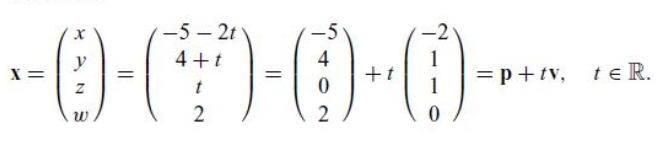 x = ( x y z w ) = ( −5 − 2t 4 + t t 2 ) = ( −5 4 0 2 ) + t ( −2 1 1 0 ) = p + tv, t ∈ ℝ.